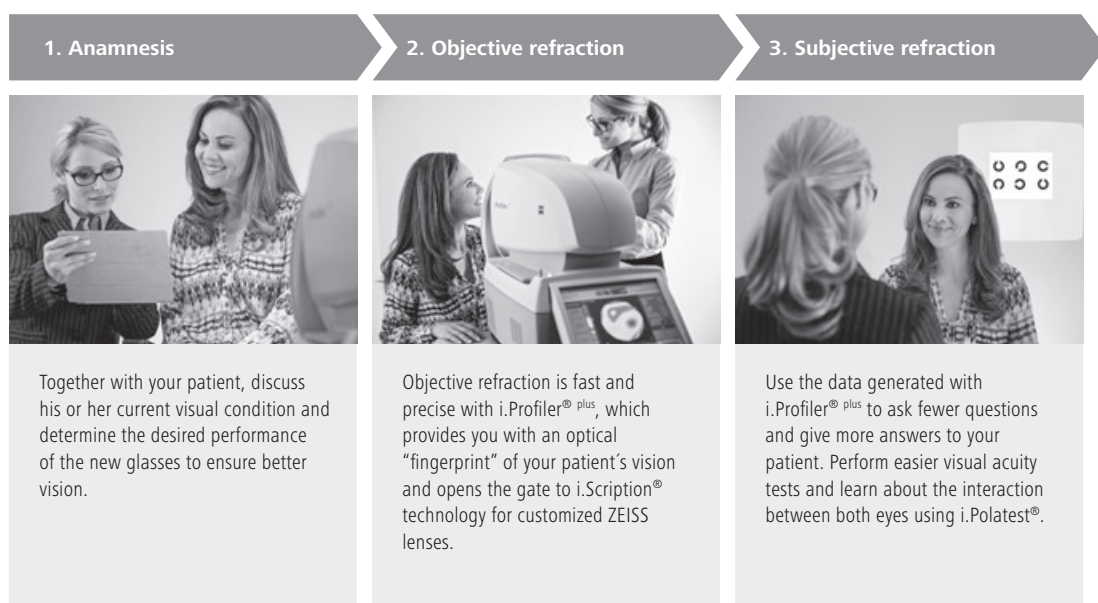 1. Anamnesis
2. Objective refraction
3. Subjective refraction
Together with your patient, discuss
his or her current visual condition and
determine the desired performance
of the new glasses to ensure better
vision.
Objective refraction is fast and
precise with i.Profiler® plus, which
provides you with an optical
“fingerprint” of your patient´s vision
and opens the gate to i.Scription®
technology for customized ZEISS
lenses.
Use the data generated with
i.Profiler® plus to ask fewer questions
and give more answers to your
patient. Perform easier visual acuity
tests and learn about the interaction
between both eyes using i.Polatest®.